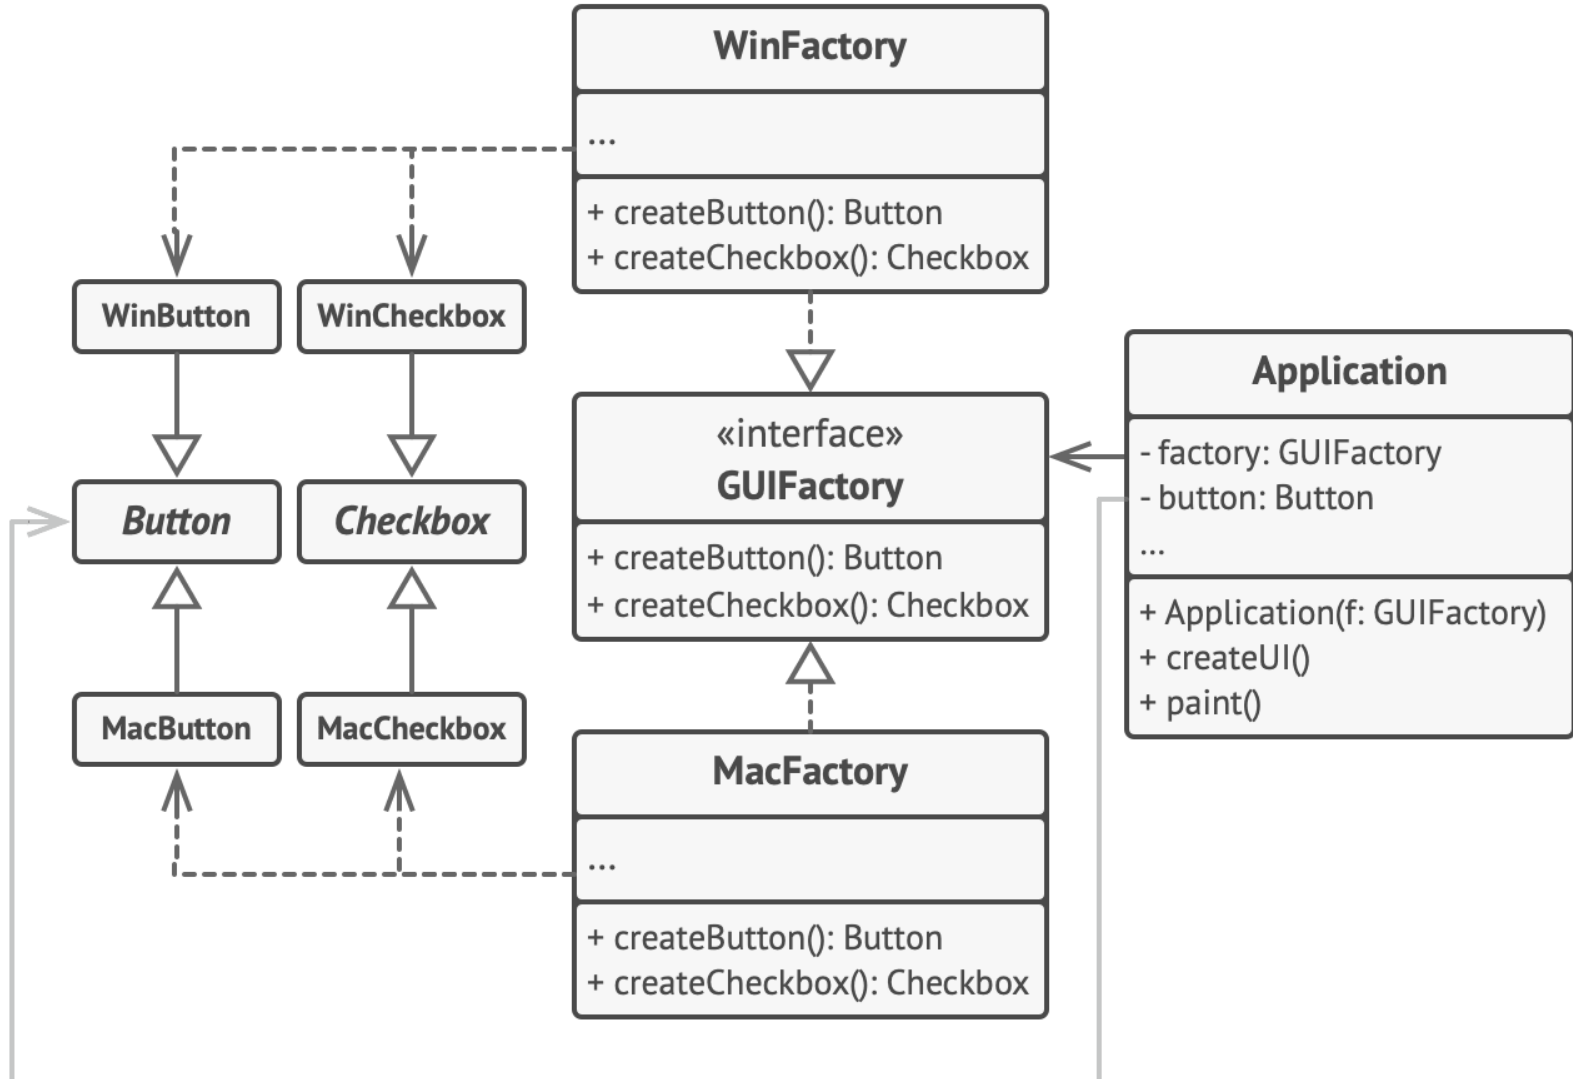 WinFactory
...
+ createButton(): Button
+ createCheckbox(): Checkbox
WinButton
WinCheckbox
Button
Checkbox
MacButton
MacCheckbox
«interface»
GUIFactory
+ createButton(): Button
+ createCheckbox(): Checkbox
MacFactory
...
+ createButton(): Button
+ createCheckbox(): Checkbox
Application
- factory: GUIFactory
- button: Button
...
+ Application(f: GUIFactory)
+ createUI()
+ paint()